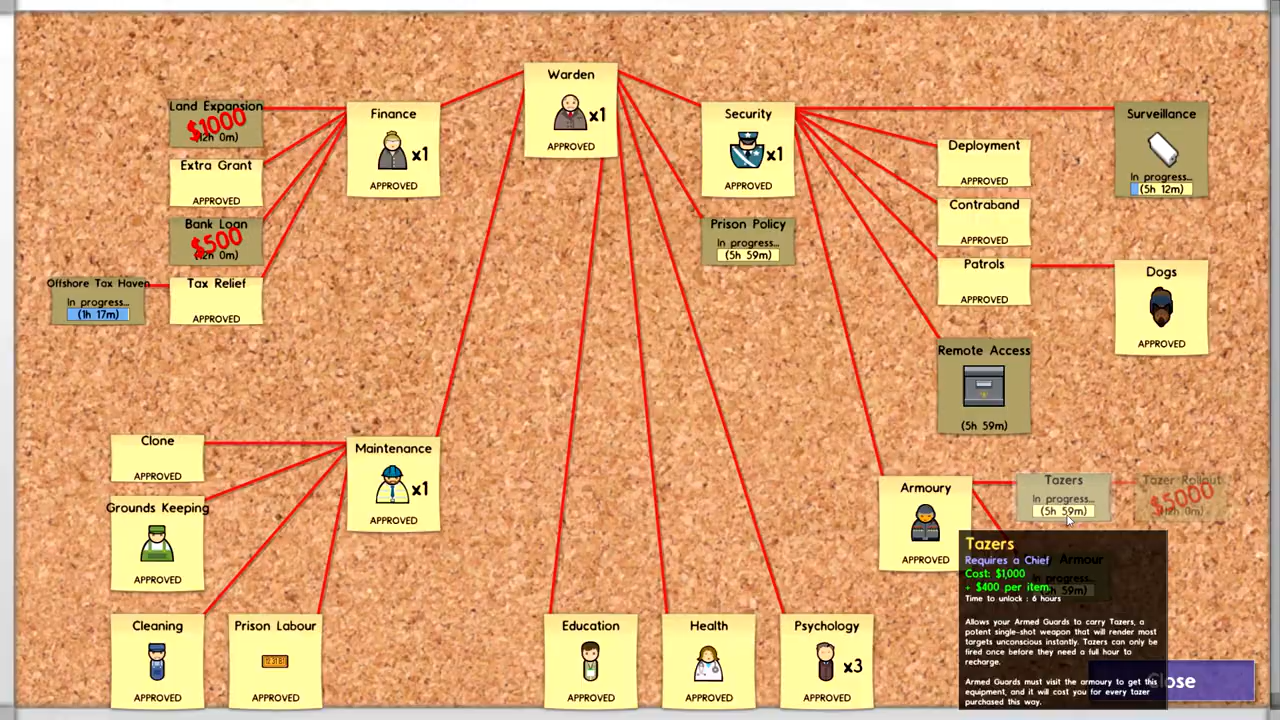 Warden
x1
APPROVED
Land Expansion
$1000
(12h 0m)
Finance
x1
APPROVED
Extra Grant
APPROVED
Bank Loan
$500
(12h 0m)
Offshore Tax Haven
In progress...
(1h 17m)
Tax Relief
APPROVED
Security
x1
APPROVED
Prison Policy
In progress...
(5h 59m)
Deployment
APPROVED
Contraband
APPROVED
Patrols
APPROVED
Surveillance
In progress...
(5h 12m)
Dogs
APPROVED
Remote Access
(5h 59m)
Clone
APPROVED
Grounds Keeping
APPROVED
Maintenance
x1
APPROVED
Cleaning
APPROVED
Prison Labour
APPROVED
Education
APPROVED
Health
APPROVED
Psychology
x3
APPROVED
Armoury
APPROVED
Tazers
In progress...
(5h 59m)
Tazer Rollout
$5000
(12h 0m)
Armour
In progress...
59m)
Tazers
Requires a Chief
Cost: $1,000
+ $400 per item
Time to unlock : 6 hours
Allows your Armed Guards to carry Tazers, a
potent single-shot weapon that will render most
targets unconscious instantly. Tazers can only be
fired once before they need a full hour to
recharge.
Armed Guards must visit the armoury to get this
equipment, and it will cost you for every tazer
purchased this way.
Close